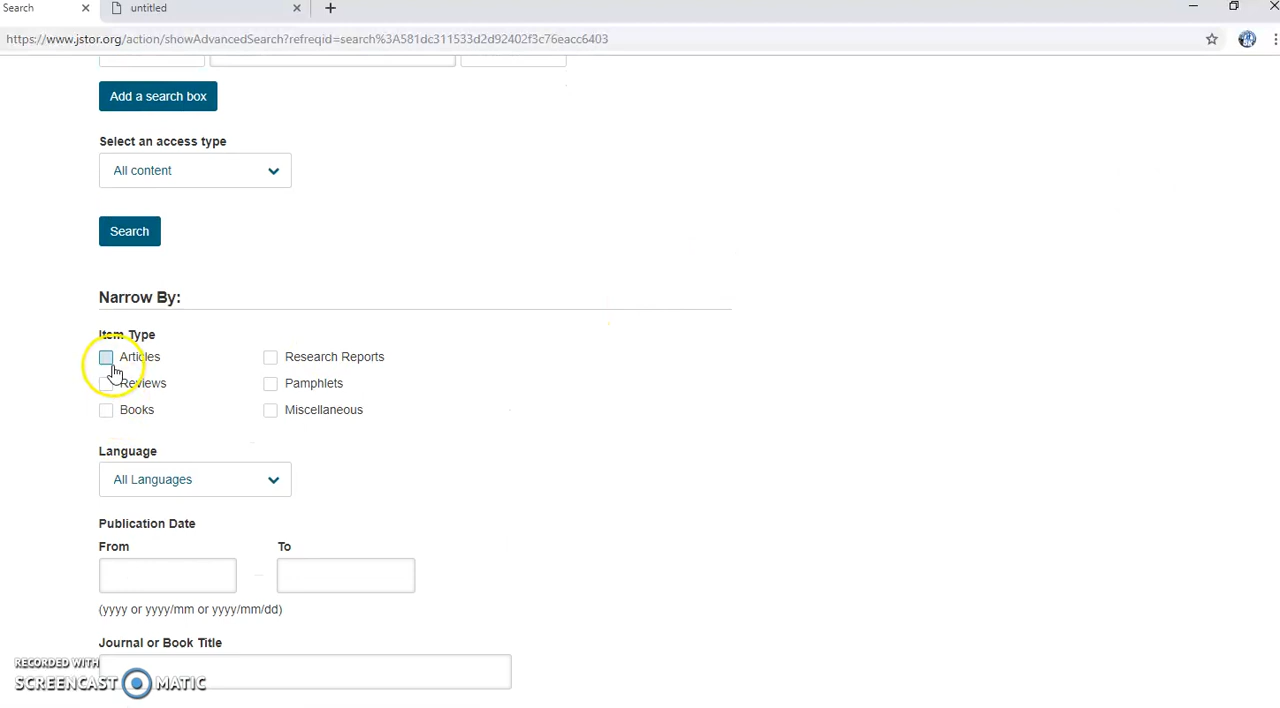 Search
untitled
https://www.jstor.org/action/showAdvancedSearch?refreqid=search%3A581dc311533d2d92402f3c76eacc6403
Add a search box
Select an access type
All content
Search
Narrow By:
Item Type
Articles Research Reports
Reviews Pamphlets
Books Miscellaneous
Language
All Languages
Publication Date
From To
(yyyy or yyyy/mm or yyyy/mm/dd)
Journal or Book Title
RECORDED WITH
SCREENCAST MATIC